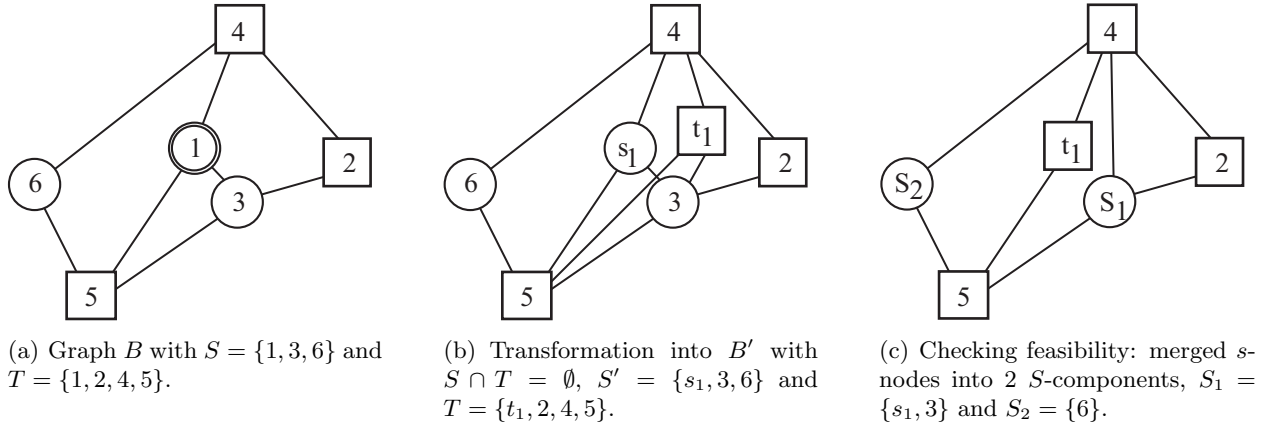 4
1
2
6
3
5
4
s1
t1
2
6
3
5
4
t1
2
S2
S1
5
(a) Graph B with S = {1, 3, 6} and
T = {1, 2, 4, 5}.
(b) Transformation into B′ with
S ∩ T = ∅, S′ = {s1, 3, 6} and
T = {t1, 2, 4, 5}.
(c) Checking feasibility: merged s-
nodes into 2 S-components, S1 =
{s1, 3} and S2 = {6}.